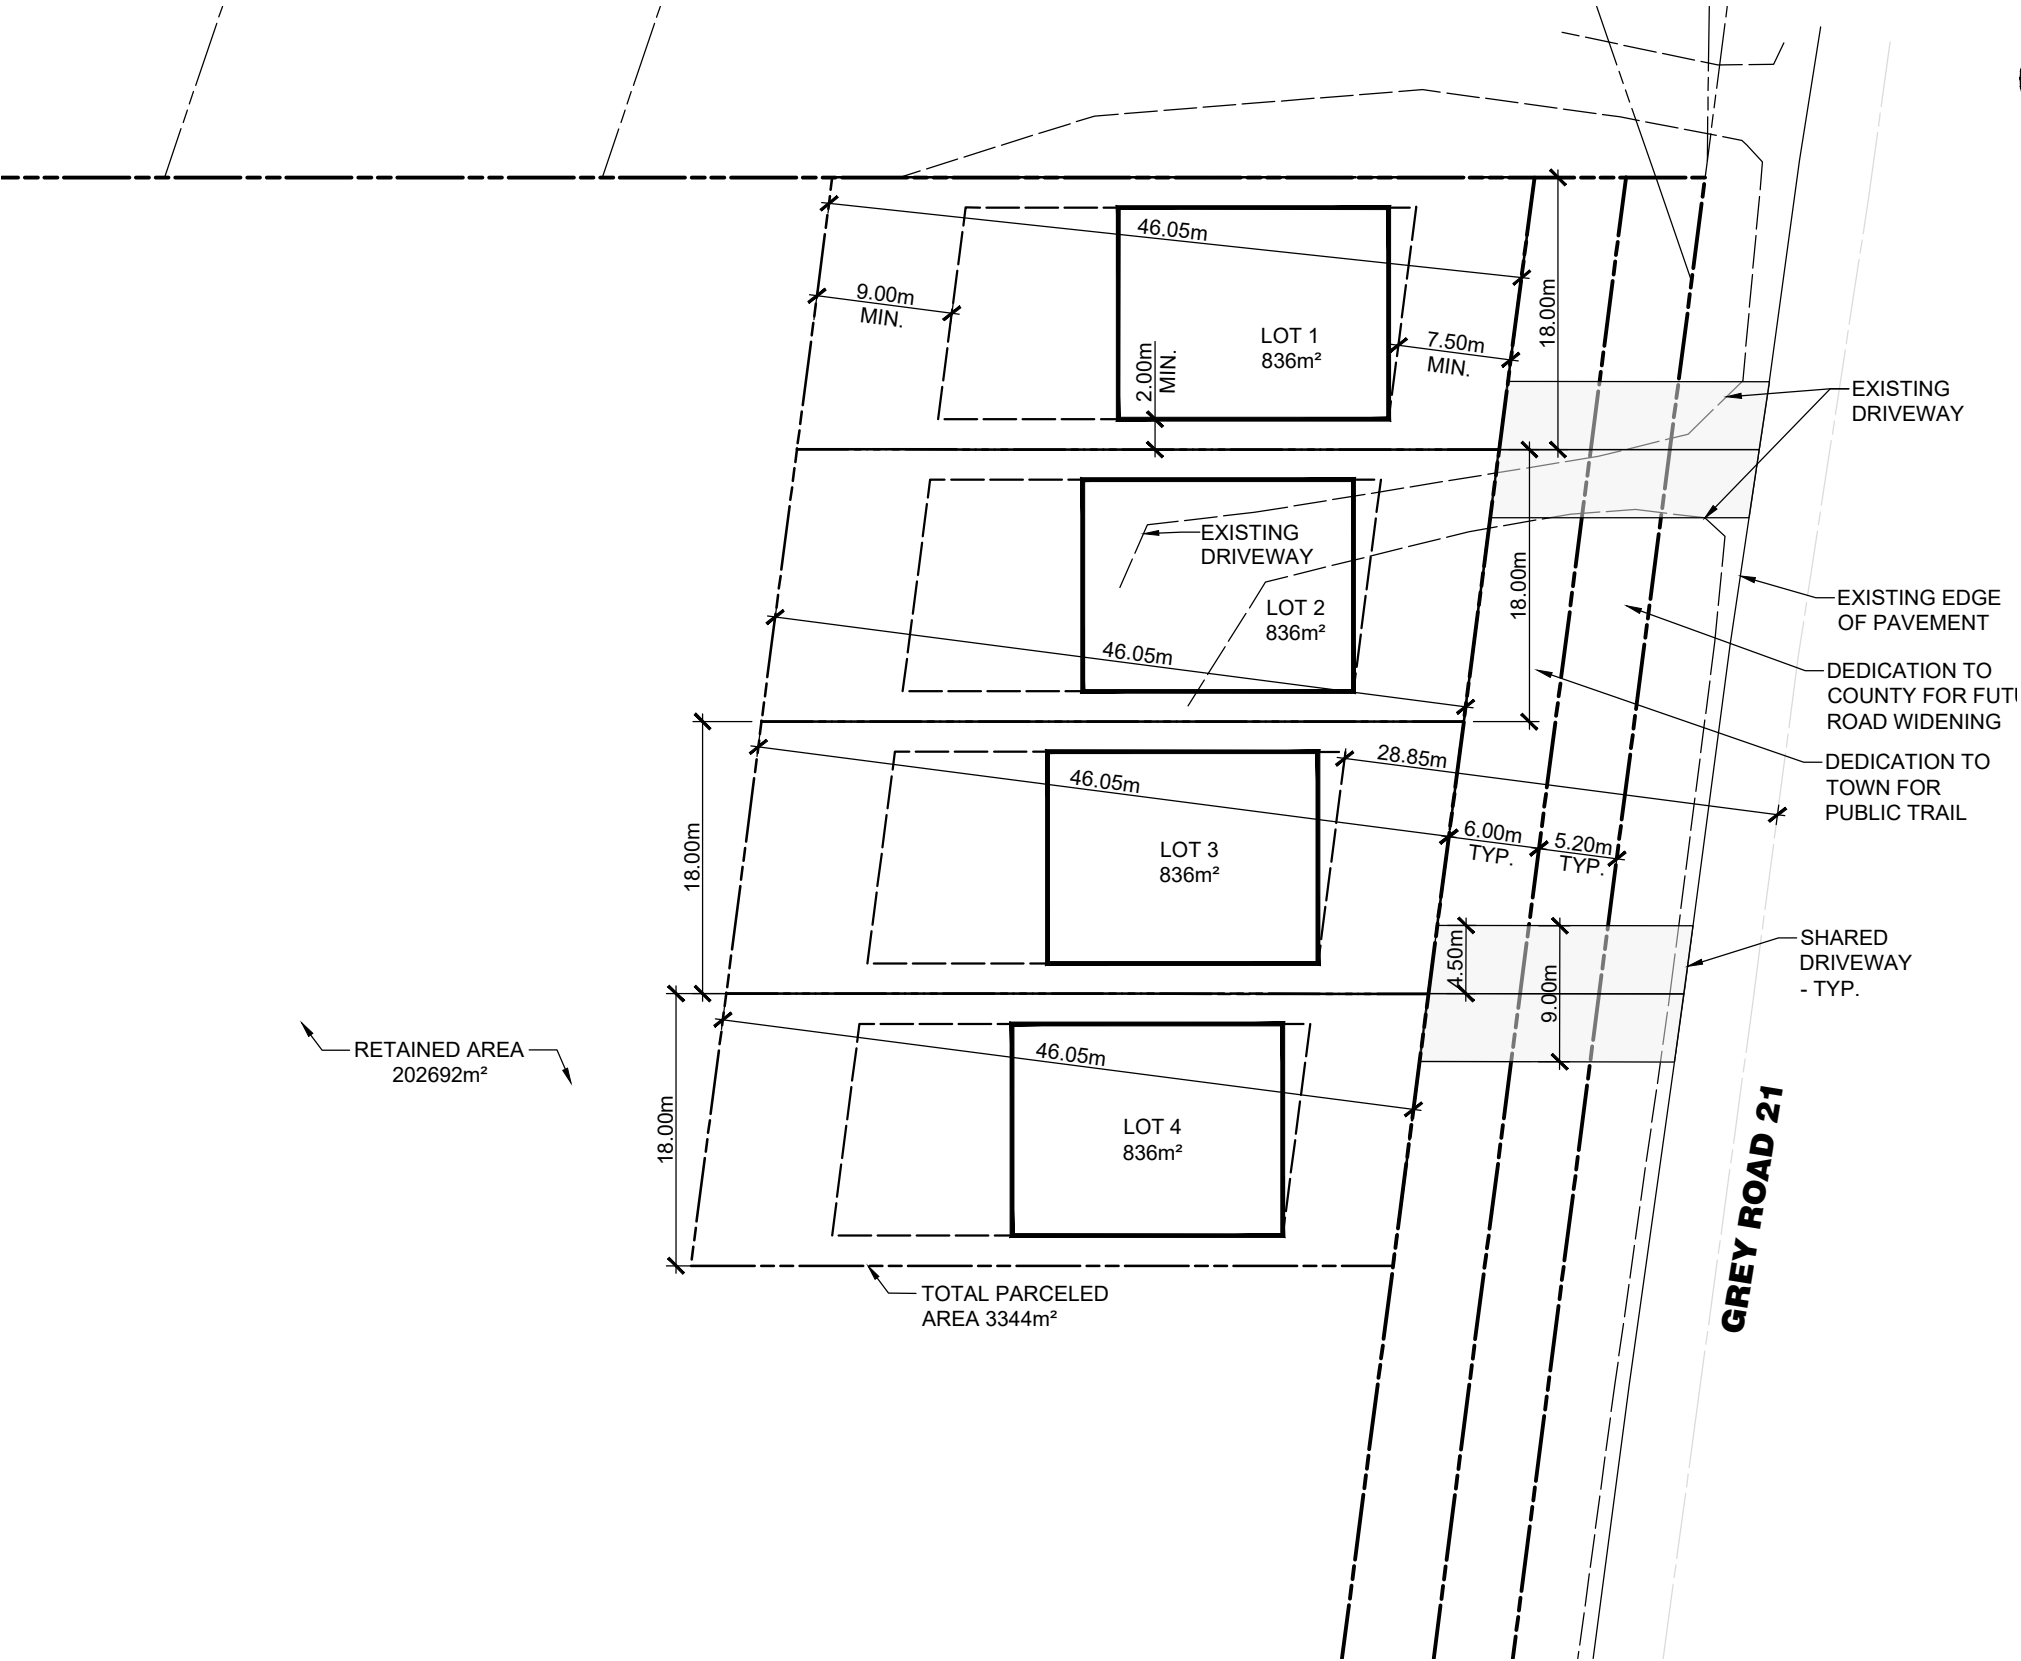 46.05m
9.00m
MIN.
LOT 1
836m²
2.00m
MIN.
7.50m
MIN.
18.00m
EXISTING
DRIVEWAY
EXISTING
DRIVEWAY
LOT 2
836m²
46.05m
18.00m
EXISTING EDGE
OF PAVEMENT
DEDICATION TO
COUNTY FOR
ROAD WIDENING
DEDICATION TO
TOWN FOR
PUBLIC TRAIL
28.85m
46.05m
6.00m
TYP.
5.20m
TYP.
18.00m
LOT 3
836m²
4.50m
9.00m
SHARED
DRIVEWAY
- TYP.
RETAINED AREA
202692m²
46.05m
18.00m
LOT 4
836m²
GREY ROAD 21
TOTAL PARCELED
AREA 3344m²